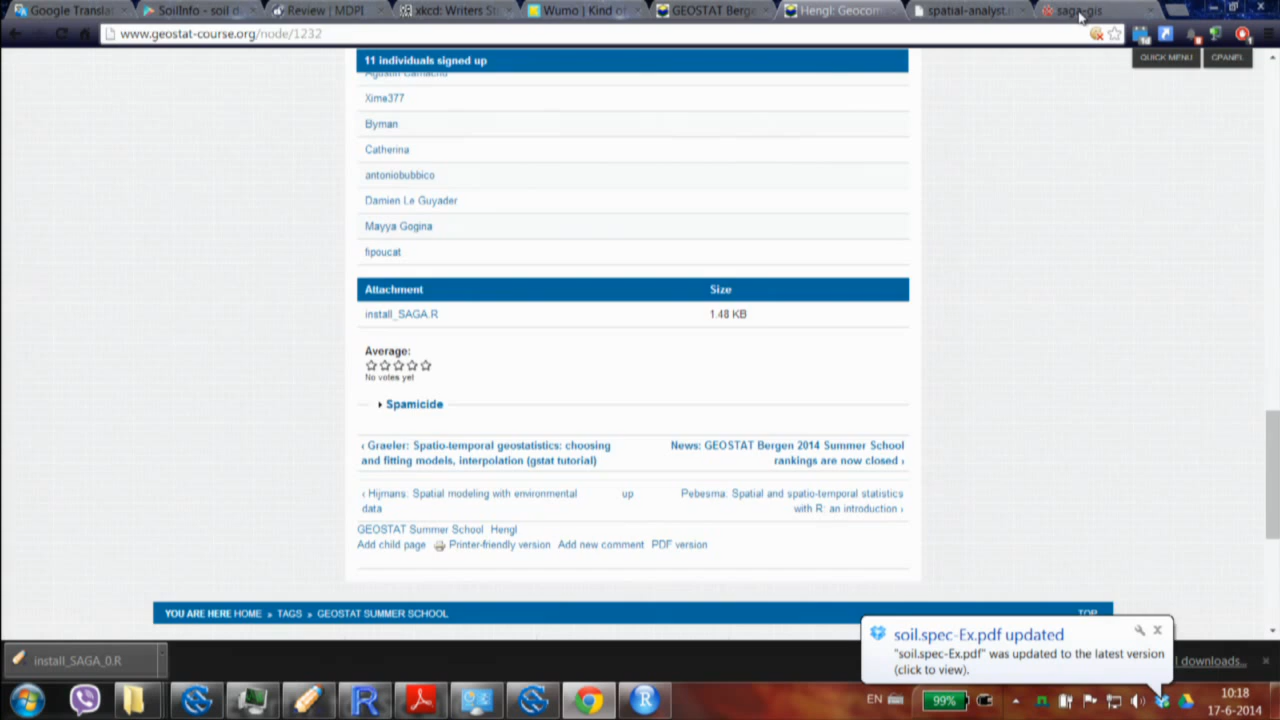 Google Transla
SoilInfo - soil d
Review | MDPI
xkcd: Writers St
Wumo | Kind of
GEOSTAT Berge
Hengl: Geocom
spatial-analyst.n
saga-gis
www.geostat-course.org/node/1232
QUICK MENU
CPANEL
11 individuals signed up
Agustin Camacho
Xime377
Byman
Catherina
antoniobubbico
Damien Le Guyader
Mayya Gogina
fipoucat
Attachment Size
install_SAGA.R 1.48 KB
Average:
No votes yet
Spamicide
‹ Graeler: Spatio-temporal geostatistics: choosing
and fitting models, interpolation (gstat tutorial)
News: GEOSTAT Bergen 2014 Summer School
rankings are now closed ›
‹ Hijmans: Spatial modeling with environmental
data
up
Pebesma: Spatial and spatio-temporal statistics
with R: an introduction ›
GEOSTAT Summer School Hengl
Add child page Printer-friendly version Add new comment PDF version
YOU ARE HERE HOME » TAGS » GEOSTAT SUMMER SCHOOL
TOP
soil.spec-Ex.pdf updated
"soil.spec-Ex.pdf" was updated to the latest version
(click to view).
install_SAGA_0.R
l downloads...
EN
99%
10:18
17-6-2014